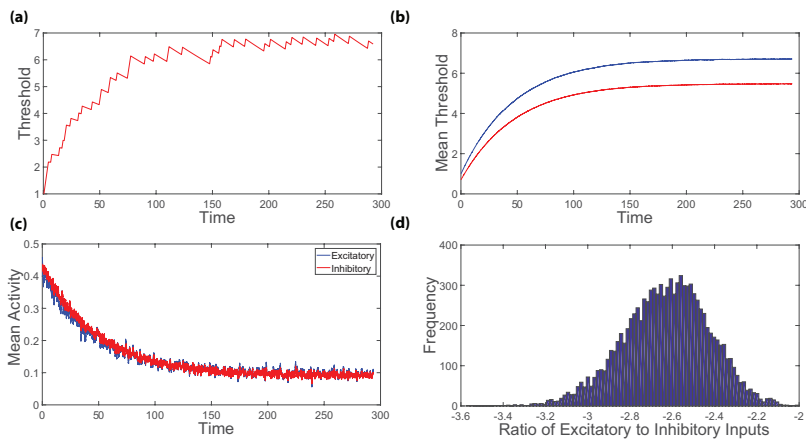 (a)
7
6
5
4
3
2
1
Threshold
0 50 100 150 200 250 300
Time
(b)
8
6
4
2
0
Mean Threshold
0 50 100 150 200 250 300
Time
(c)
0.5
0.4
0.3
0.2
0.1
0
Mean Activity
Excitatory
Inhibitory
0 50 100 150 200 250 300
Time
(d)
400
300
200
100
0
Frequency
-3.6 -3.4 -3.2 -3 -2.8 -2.6 -2.4 -2.2 -2
Ratio of Excitatory to Inhibitory Inputs